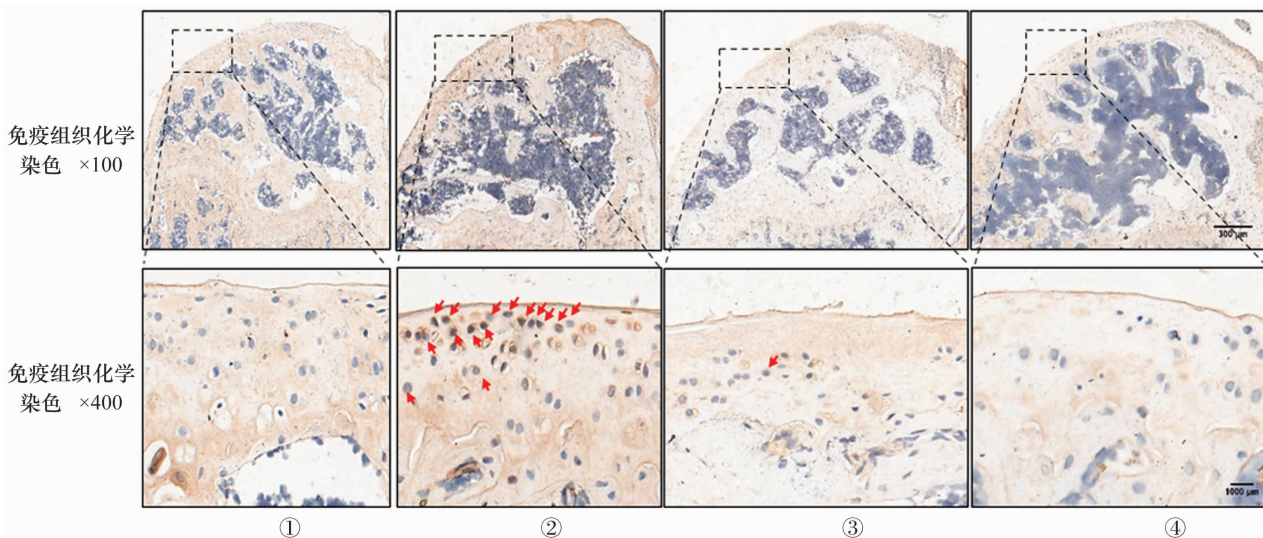 免疫组织化学
染色 ×100
300 μm
免疫组织化学
染色 ×400
1000 μm
① ② ③ ④